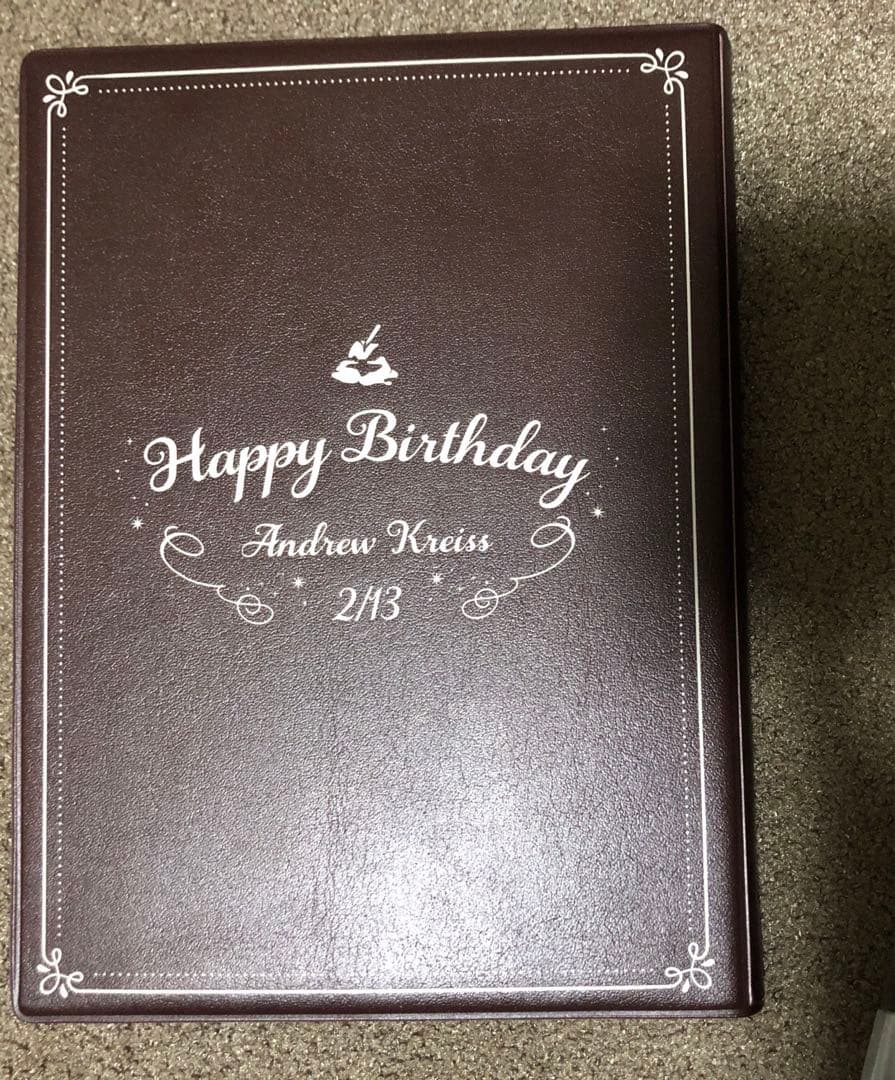 Happy Birthday
Andrew Kreiss
2/13